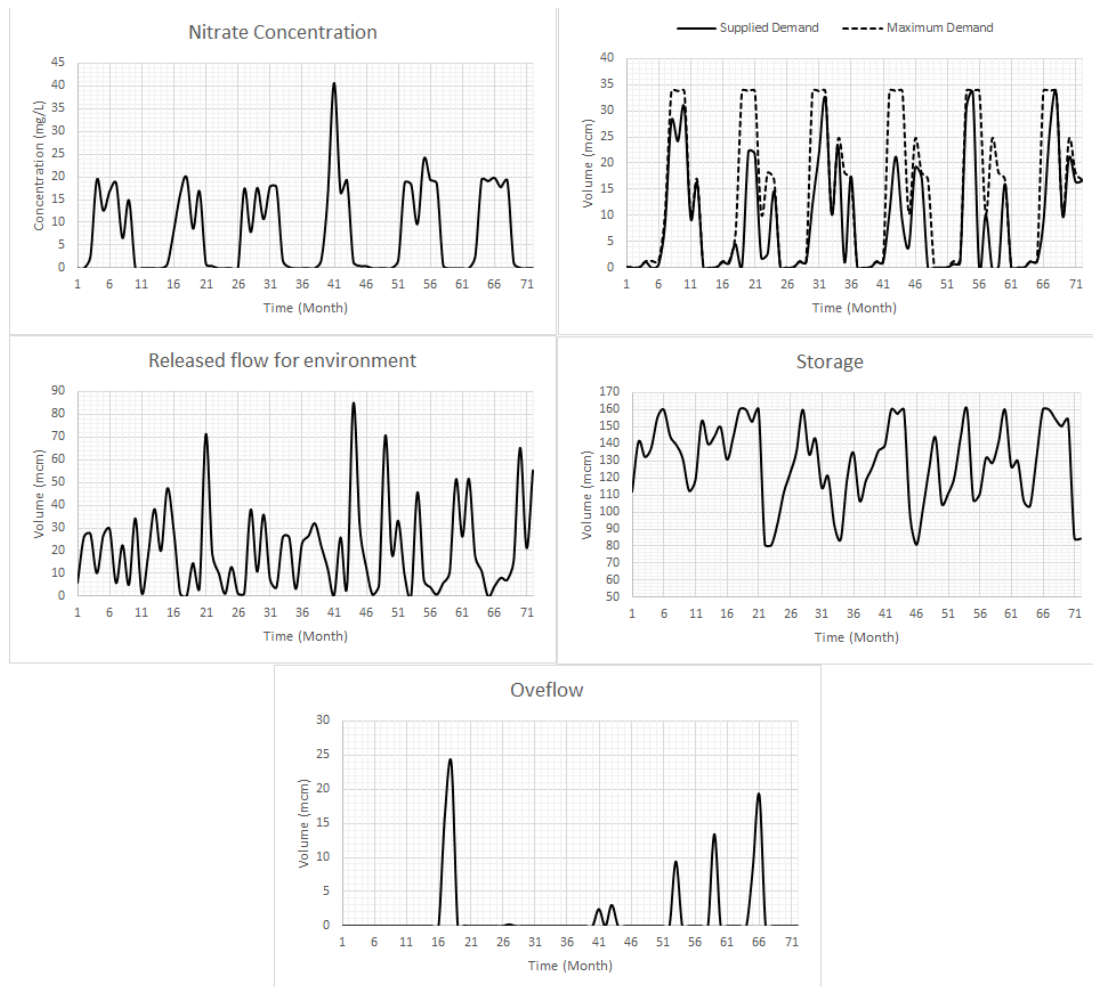 Nitrate Concentration
Concentration (mg/L)
45
40
35
30
25
20
15
10
5
0
1 6 11 16 21 26 31 36 41 46 51 56 61 66 71
Time (Month)
Supplied Demand Maximum Demand
Volume (mcm)
40
35
30
25
20
15
10
5
0
1 6 11 16 21 26 31 36 41 46 51 56 61 66 71
Time (Month)
Released flow for environment
Volume (mcm)
90
80
70
60
50
40
30
20
10
0
1 6 11 16 21 26 31 36 41 46 51 56 61 66 71
Time (Month)
Storage
Volume (mcm)
170
160
150
140
130
120
110
100
90
80
70
60
50
1 6 11 16 21 26 31 36 41 46 51 56 61 66 71
Time (Month)
Oveflow
Volume (mcm)
30
25
20
15
10
5
0
1 6 11 16 21 26 31 36 41 46 51 56 61 66 71
Time (Month)